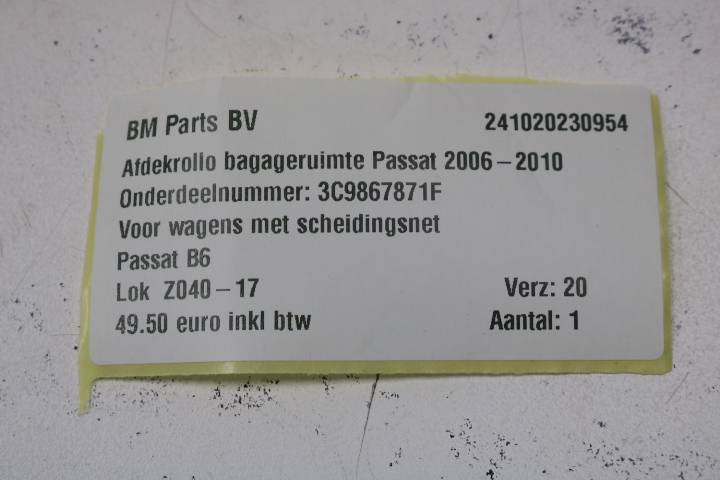 BM Parts BV 241020230954
Afdekrollo bagageruimte Passat 2006–2010
Onderdeelnummer: 3C9867871F
Voor wagens met scheidingsnet
Passat B6
Lok Z040–17 Verz: 20
49.50 euro inkl btw Aantal: 1